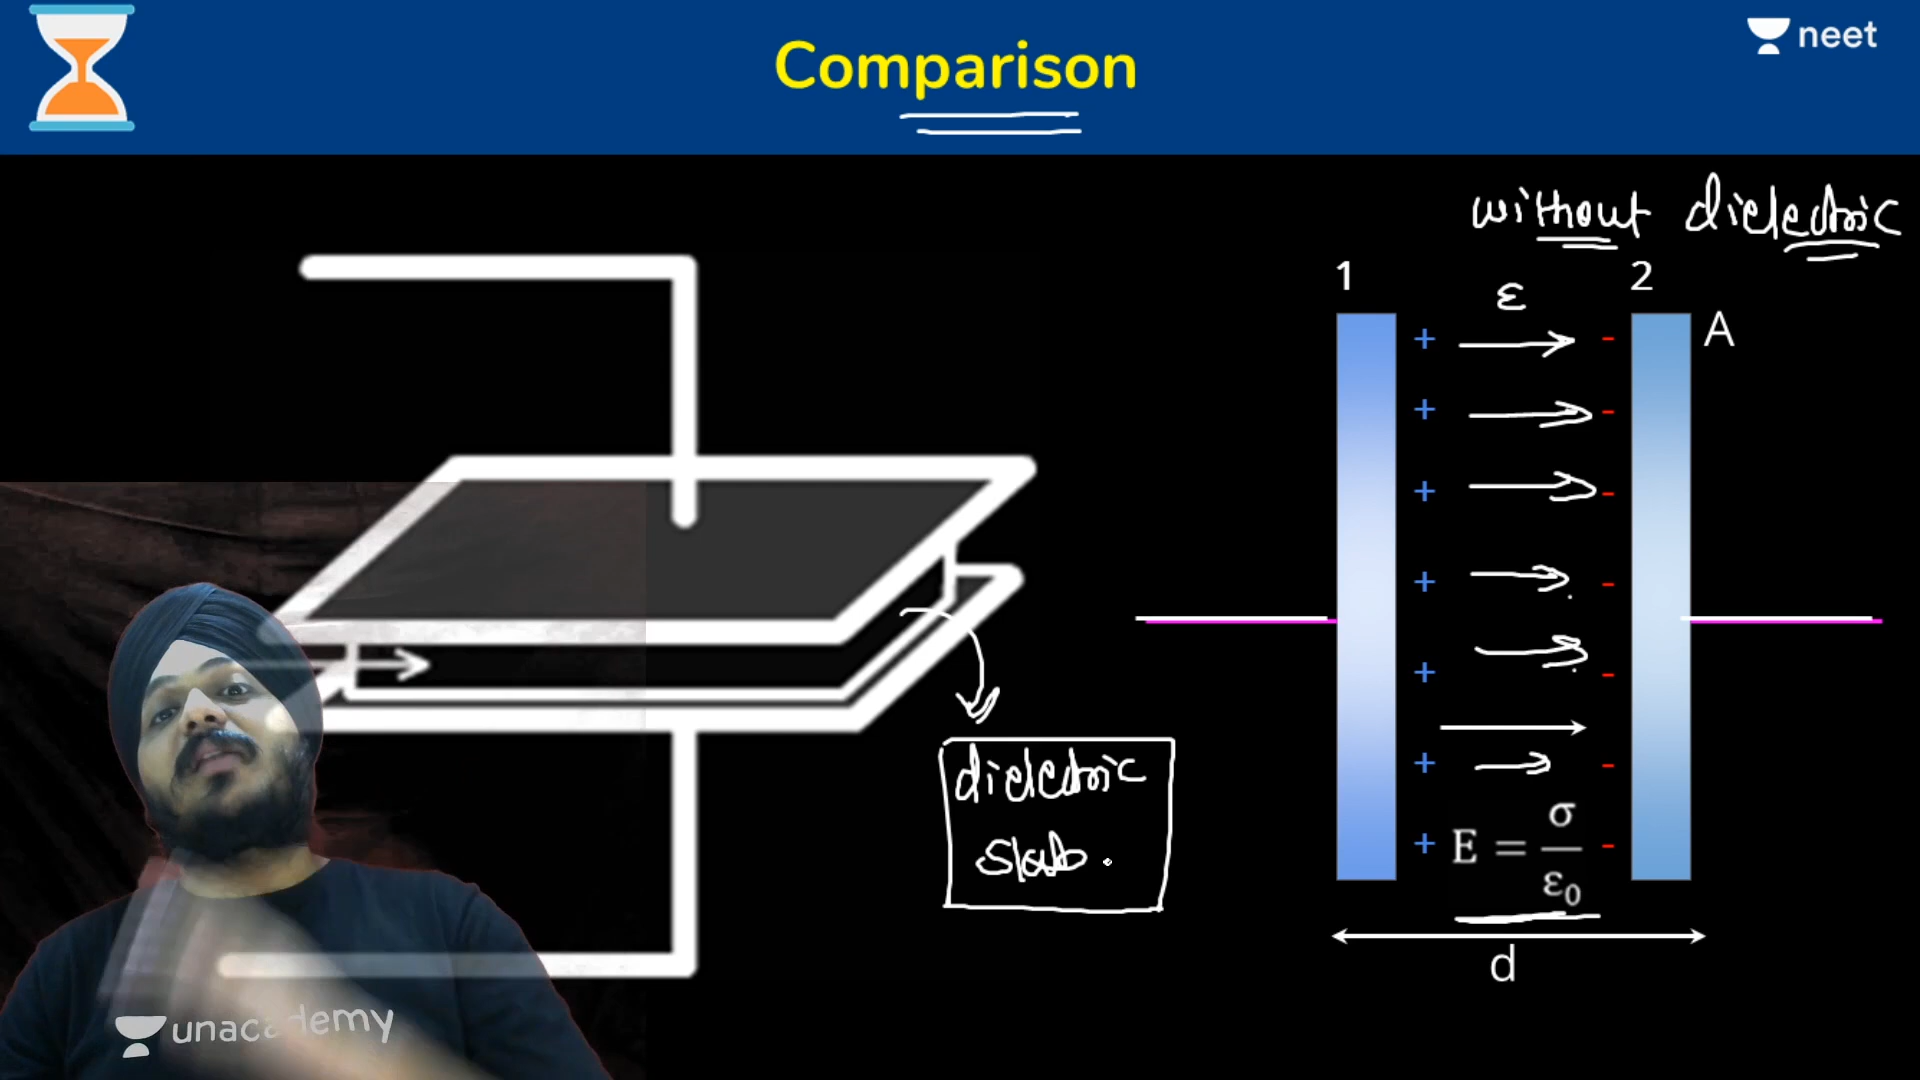 Comparison
neet
without dielectric
1
2
ε
A
+ -
+ -
+ -
+ -
+ -
+ -
+ E = σ/ε₀ -
d
dielectric
slab.
unacademy